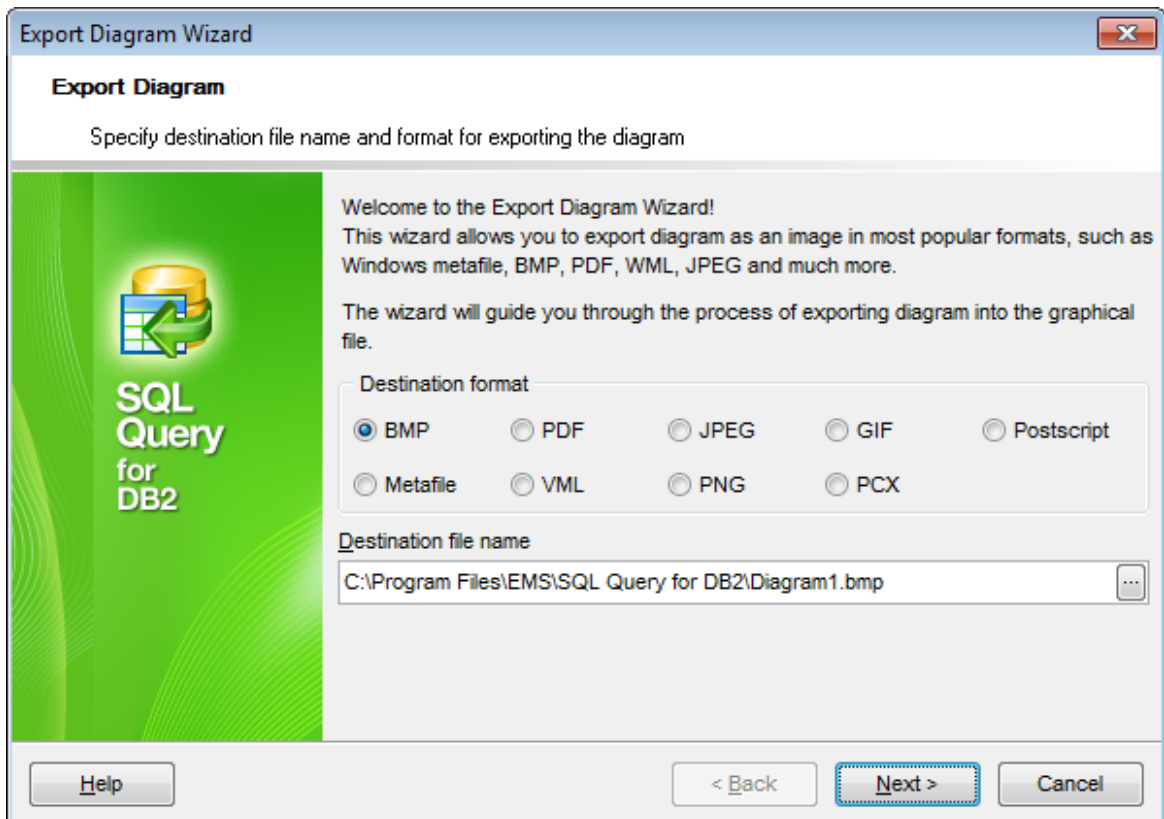 Export Diagram Wizard
Export Diagram
Specify destination file name and format for exporting the diagram
Welcome to the Export Diagram Wizard!
This wizard allows you to export diagram as an image in most popular formats, such as
Windows metafile, BMP, PDF, WML, JPEG and much more.
The wizard will guide you through the process of exporting diagram into the graphical
file.
SQL
Query
for
DB2
Destination format
BMP PDF JPEG GIF Postscript
Metafile VML PNG PCX
Destination file name
C:\Program Files\EMS\SQL Query for DB2\Diagram1.bmp ...
Help < Back Next > Cancel